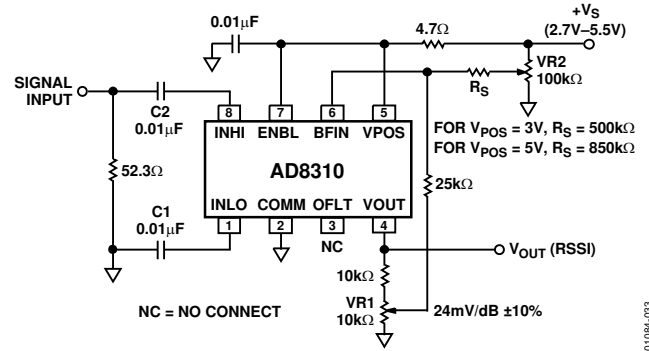 0.01μF
4.7Ω
+VS
(2.7V–5.5V)
SIGNAL
INPUT
C2
0.01μF
RS
VR2
100kΩ
8
7
6
5
INHI ENBL BFIN VPOS
FOR VPOS = 3V, RS = 500kΩ
FOR VPOS = 5V, RS = 850kΩ
52.3Ω
AD8310
25kΩ
C1
0.01μF
INLO COMM OFLT VOUT
1
2
3
4
NC
VOUT (RSSI)
10kΩ
NC = NO CONNECT
VR1
10kΩ
24mV/dB ±10%
01084-033